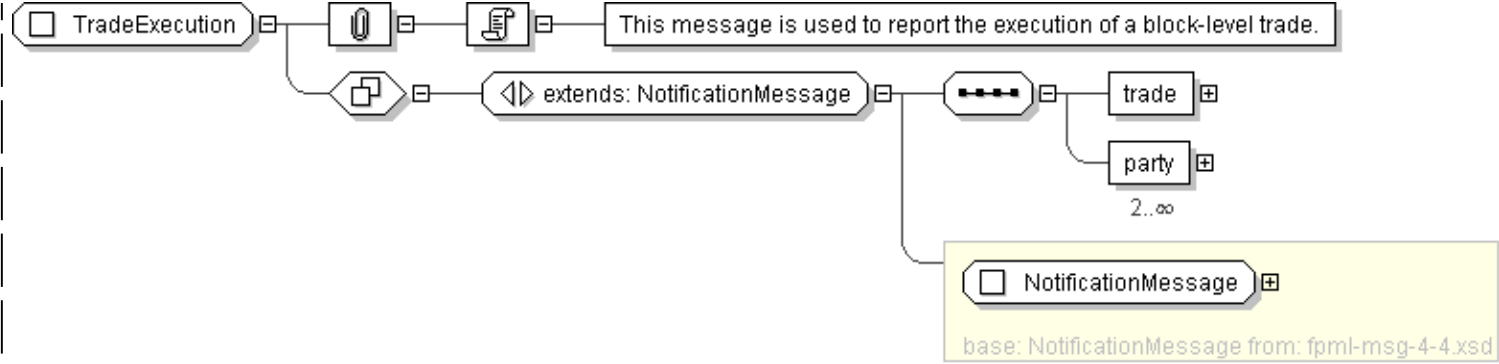 TradeExecution
This message is used to report the execution of a block-level trade.
extends: NotificationMessage
trade
party
2..∞
NotificationMessage
base: NotificationMessage from: fpml-msg-4-4.xsd